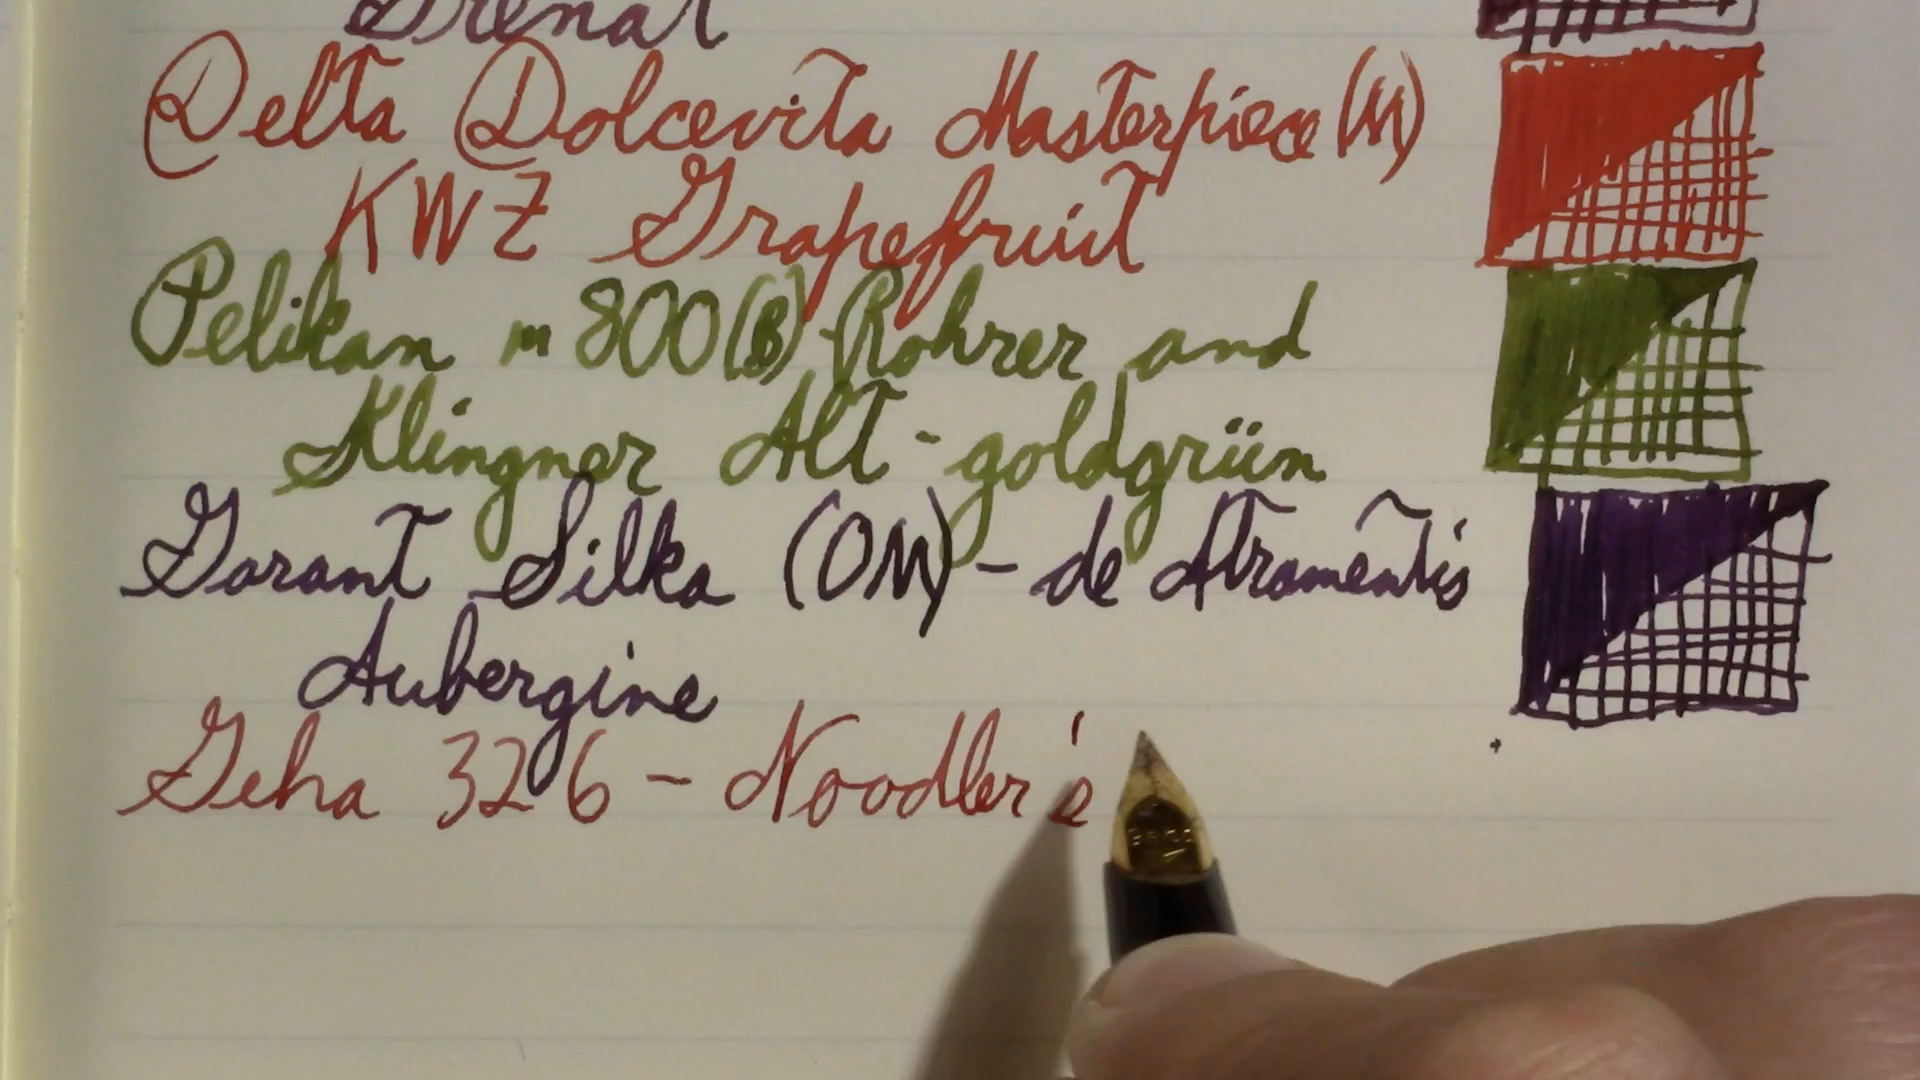 Grenat
Delta Dolcevita Masterpiece (M)
KWZ Grapefruit
Pelikan m800 (B) - Rohrer and
Klingner Alt-goldgrün
Garant Silka (OM) - de Atramentis
Aubergine
Geha 326 - Noodler's